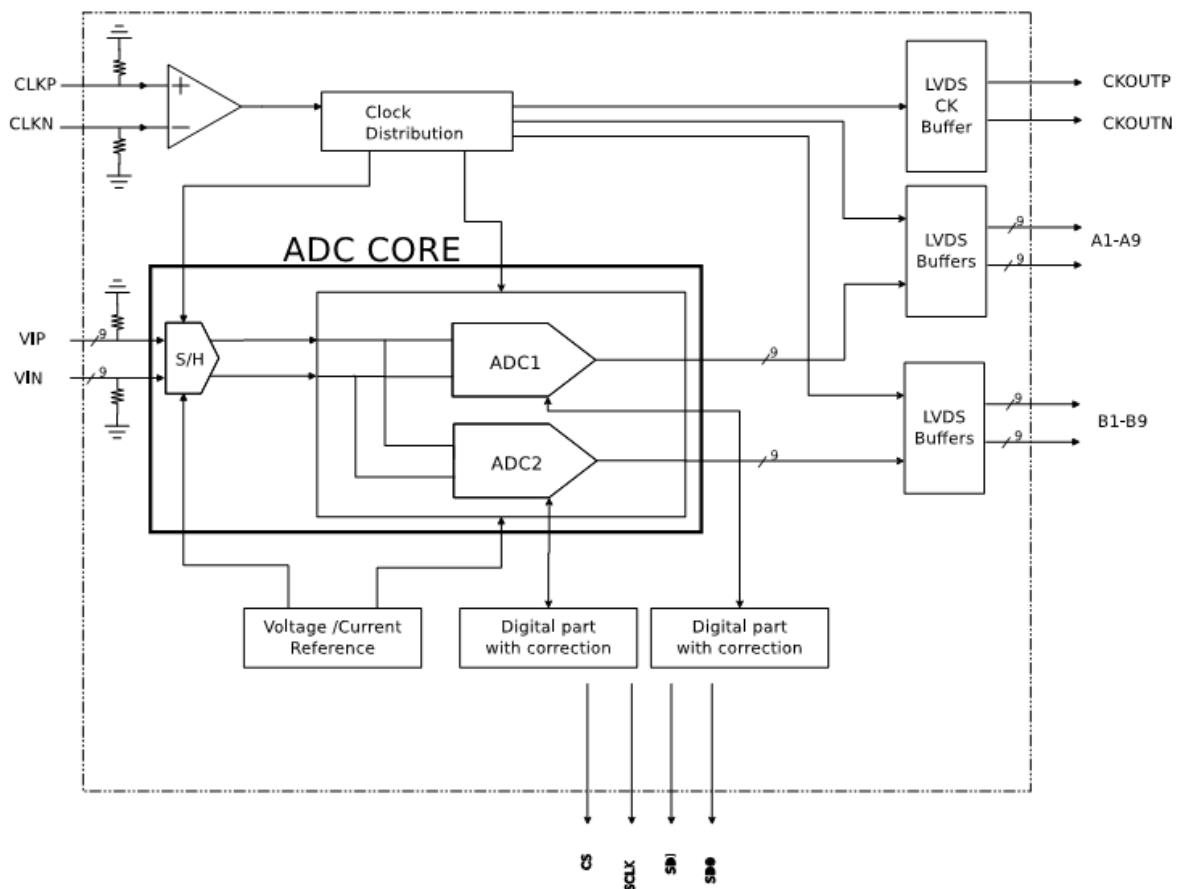 CLKP
CLKN
+
−
Clock
Distribution
LVDS
CK
Buffer
CKOUTP
CKOUTN
ADC CORE
LVDS
Buffers
9
9
A1-A9
VIP
9
VIN
9
S/H
ADC1
9
ADC2
9
LVDS
Buffers
9
9
B1-B9
Voltage /Current
Reference
Digital part
with correction
Digital part
with correction
CS
SCLK
SDI
SDO